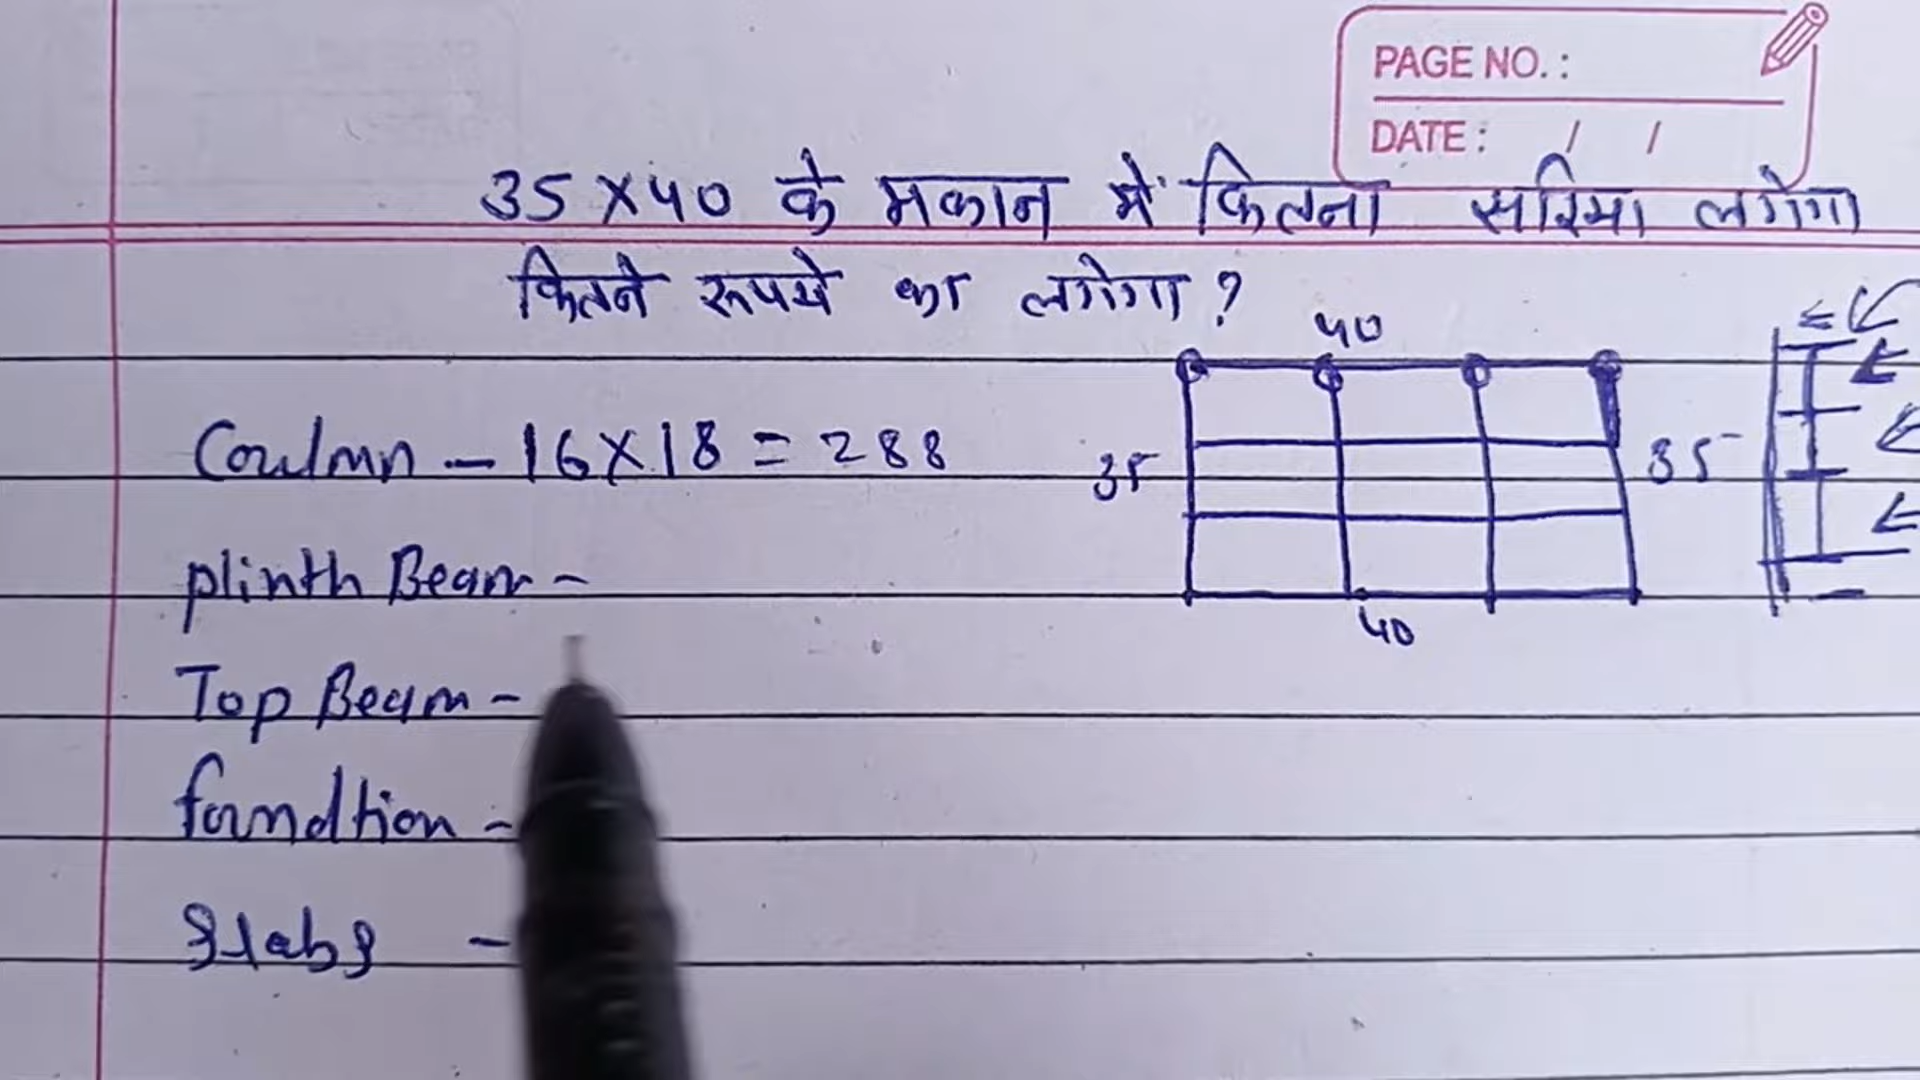 PAGE NO. :
DATE : / /
35 X 40 के मकान में कितना सरिया लगेगा
कितने रूपये का लगेगा ?
40
Coulmn - 16 X 18 = 288
35
35
plinth Beam -
40
Top Beam -
foundtion -
Slabs -